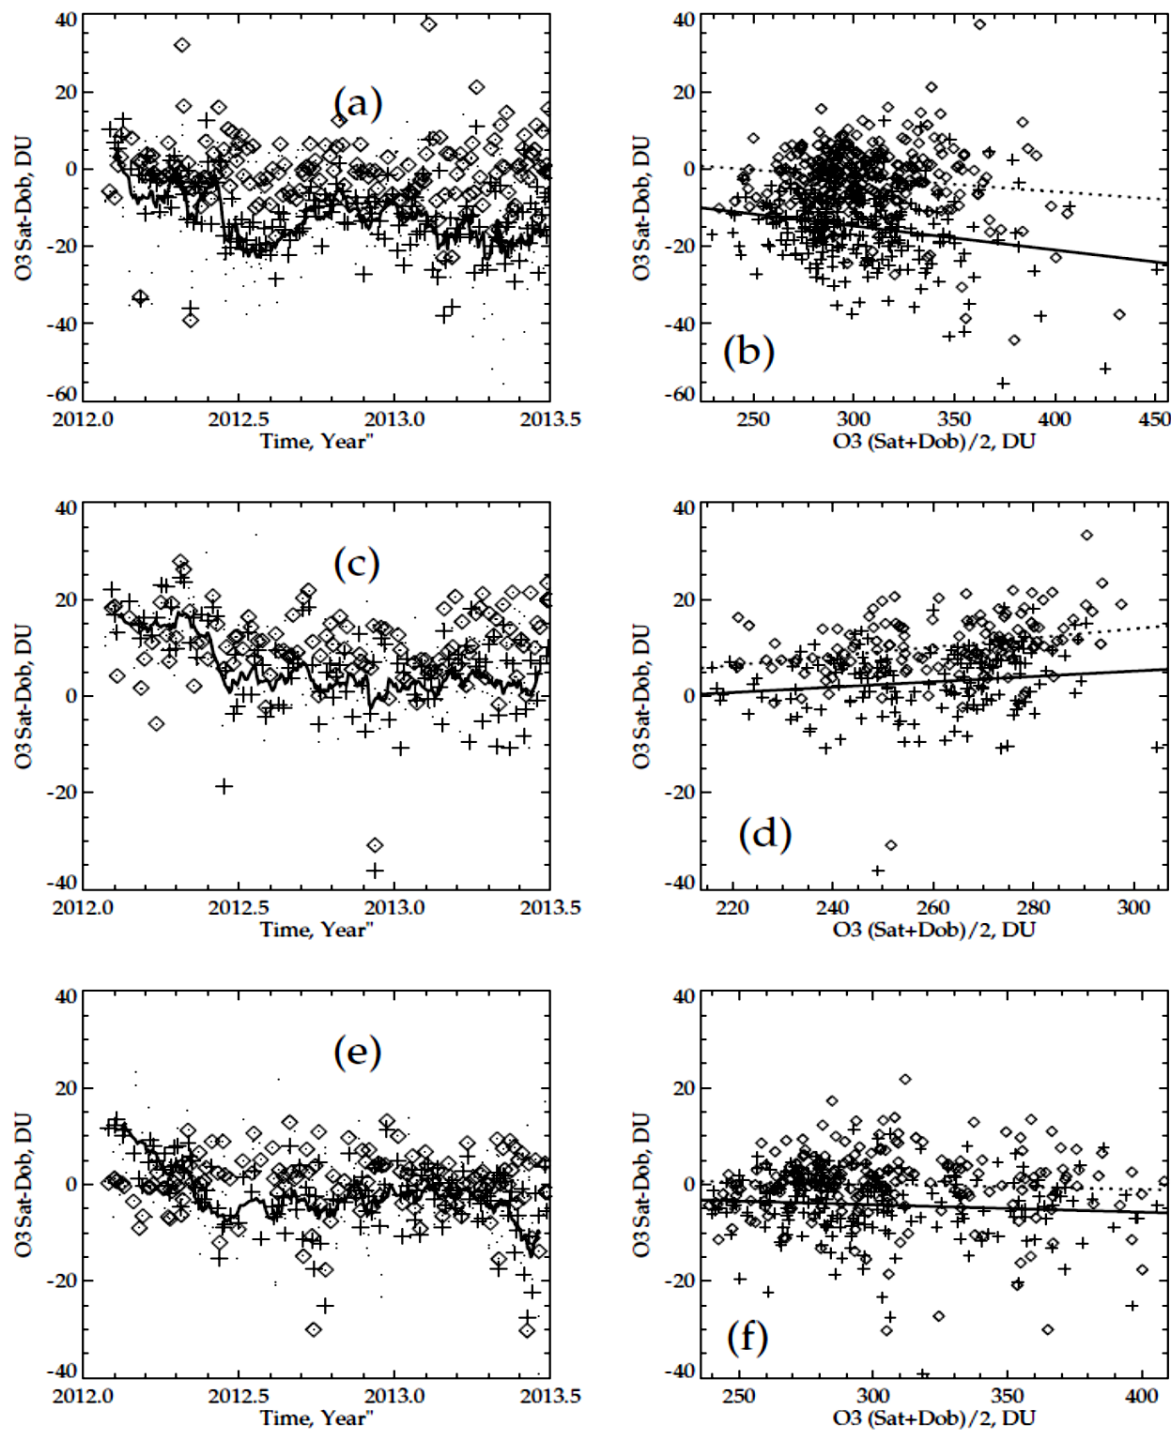 40
20
0
-20
-40
-60
O3 Sat-Dob, DU
(a)
2012.0 2012.5 2013.0 2013.5
Time, Year"
40
20
0
-20
-40
-60
O3 Sat-Dob, DU
(b)
250 300 350 400 450
O3 (Sat+Dob)/2, DU
40
20
0
-20
-40
O3 Sat-Dob, DU
(c)
2012.0 2012.5 2013.0 2013.5
Time, Year"
40
20
0
-20
-40
O3 Sat-Dob, DU
(d)
220 240 260 280 300
O3 (Sat+Dob)/2, DU
40
20
0
-20
-40
O3 Sat-Dob, DU
(e)
2012.0 2012.5 2013.0 2013.5
Time, Year"
40
20
0
-20
-40
O3 Sat-Dob, DU
(f)
250 300 350 400
O3 (Sat+Dob)/2, DU